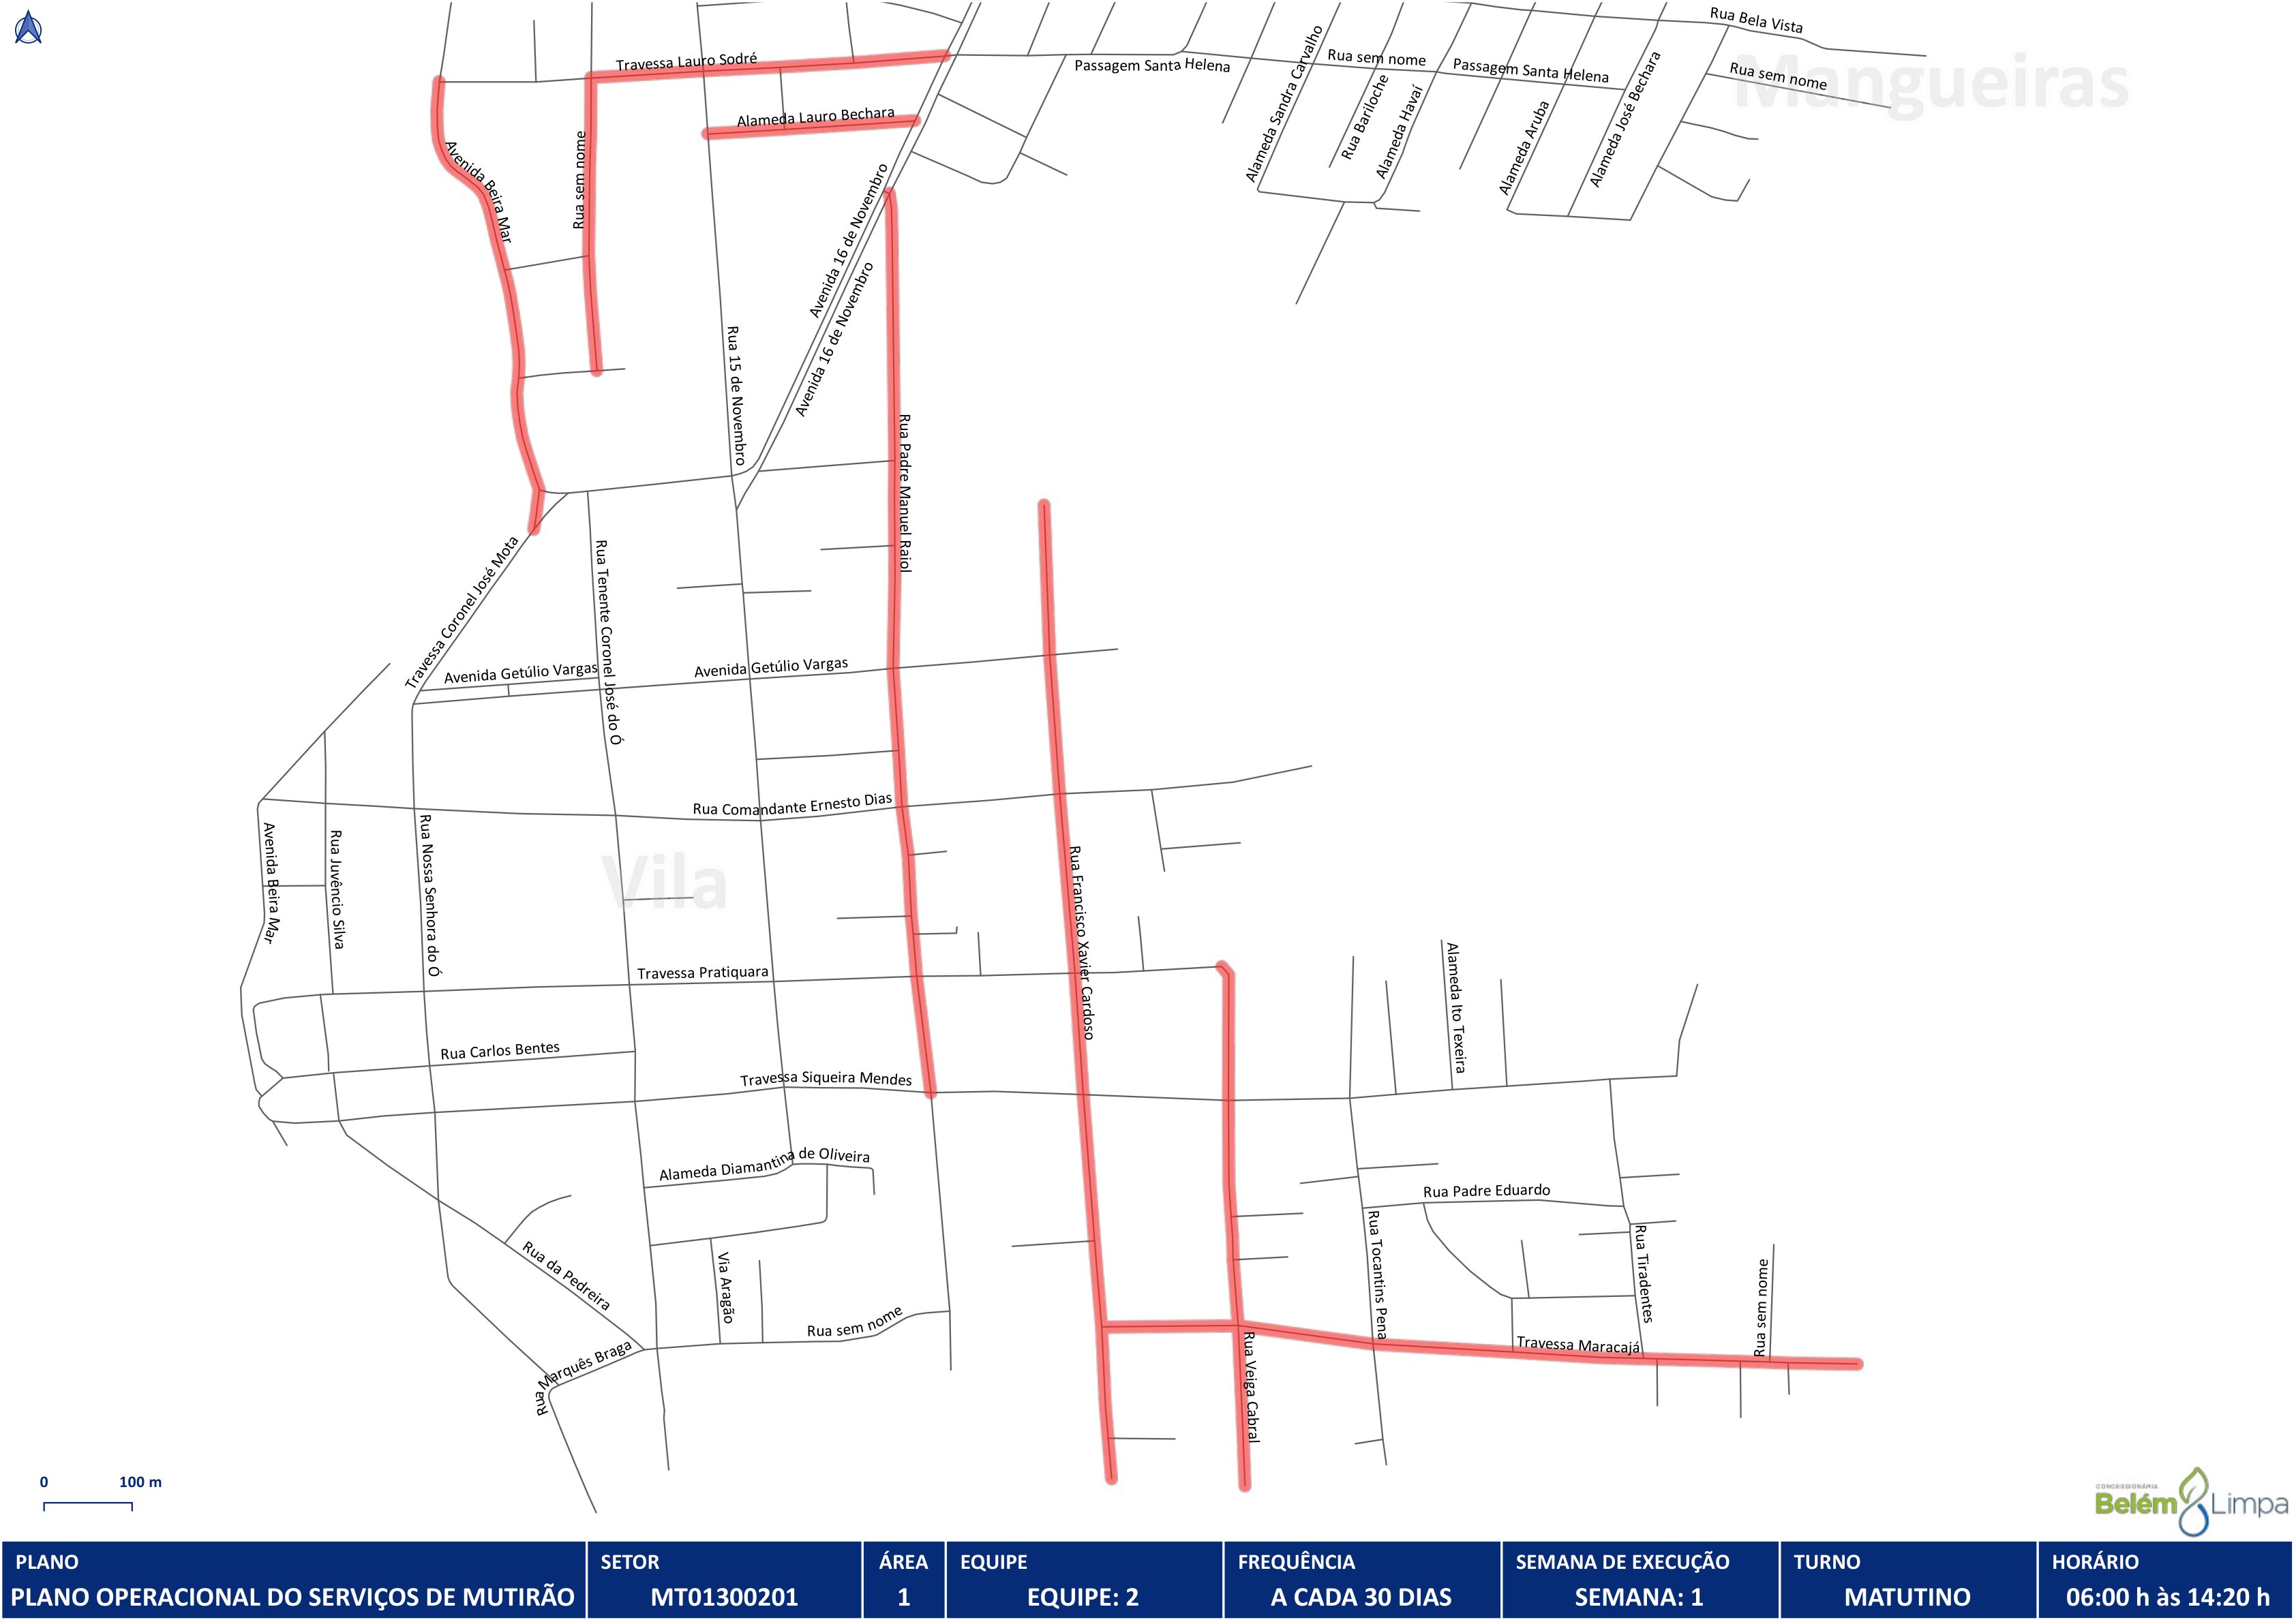 Rua Bela Vista
Mangueiras
Travessa Lauro Sodré
Passagem Santa Helena
Rua sem nome
Passagem Santa Helena
Rua sem nome
Alameda Lauro Bechara
Alameda Sandra Carvalho
Rua Bariloche
Alameda Havaí
Alameda Aruba
Alameda José Bechara
Avenida Beira Mar
Rua sem nome
Avenida 16 de Novembro
Avenida 16 de Novembro
Rua 15 de Novembro
Rua Padre Manuel Raiol
Travessa Coronel José Mota
Rua Tenente Coronel José do Ó
Avenida Getúlio Vargas
Avenida Getúlio Vargas
Rua Comandante Ernesto Dias
Avenida Beira Mar
Rua Juvêncio Silva
Rua Nossa Senhora do Ó
Vila
Rua Francisco Xavier Cardoso
Travessa Pratiquara
Alameda Ito Texeira
Rua Carlos Bentes
Travessa Siqueira Mendes
Alameda Diamantina de Oliveira
Rua Padre Eduardo
Rua da Pedreira
Via Aragão
Rua sem nome
Rua Tocantins Pena
Rua Tiradentes
Rua sem nome
Travessa Maracajá
Rua Marquês Braga
Rua Veiga Cabral
0 100 m
CONCESSIONÁRIA
Belém Limpa
PLANO SETOR ÁREA EQUIPE FREQUÊNCIA SEMANA DE EXECUÇÃO TURNO HORÁRIO
PLANO OPERACIONAL DO SERVIÇOS DE MUTIRÃO MT01300201 1 EQUIPE: 2 A CADA 30 DIAS SEMANA: 1 MATUTINO 06:00 h às 14:20 h